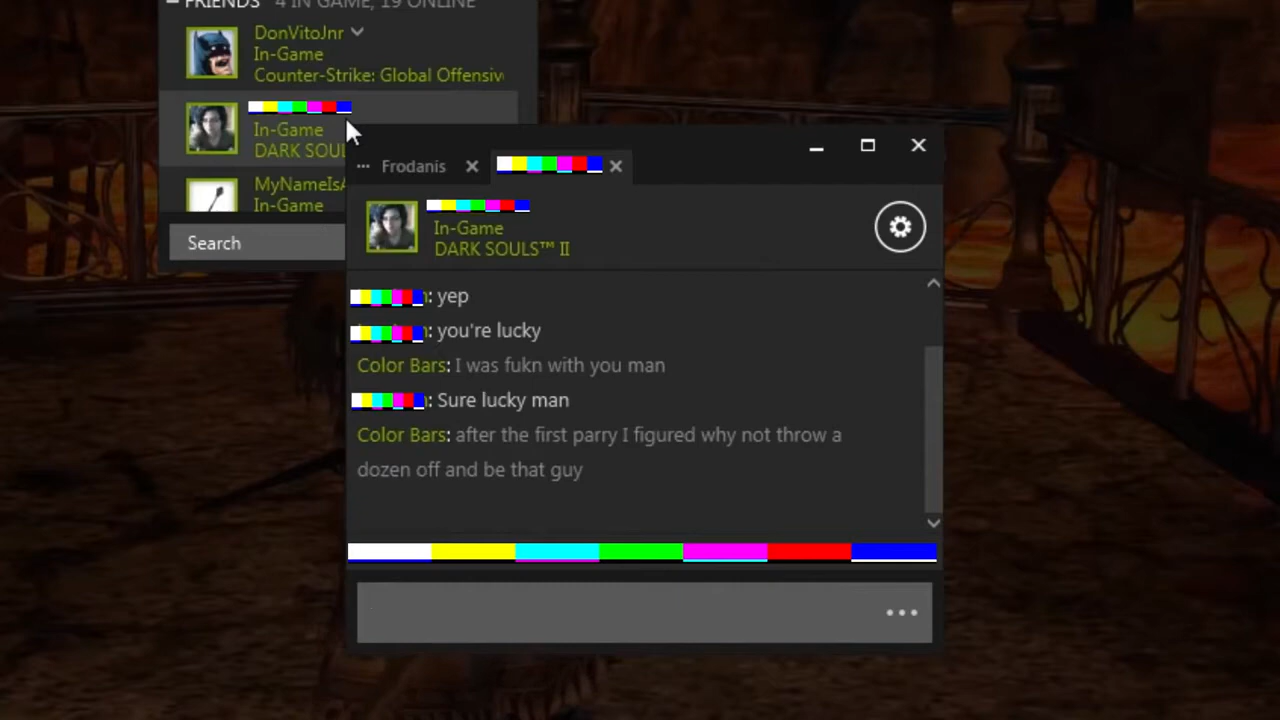 FRIENDS 4 IN GAME, 19 ONLINE
DonVitoJnr
In-Game
Counter-Strike: Global Offensiv
In-Game
DARK SOUL
MyNameIsA
In-Game
Search
Frodanis
In-Game
DARK SOULS™ II
: yep
: you're lucky
Color Bars: I was fukn with you man
: Sure lucky man
Color Bars: after the first parry I figured why not throw a
dozen off and be that guy